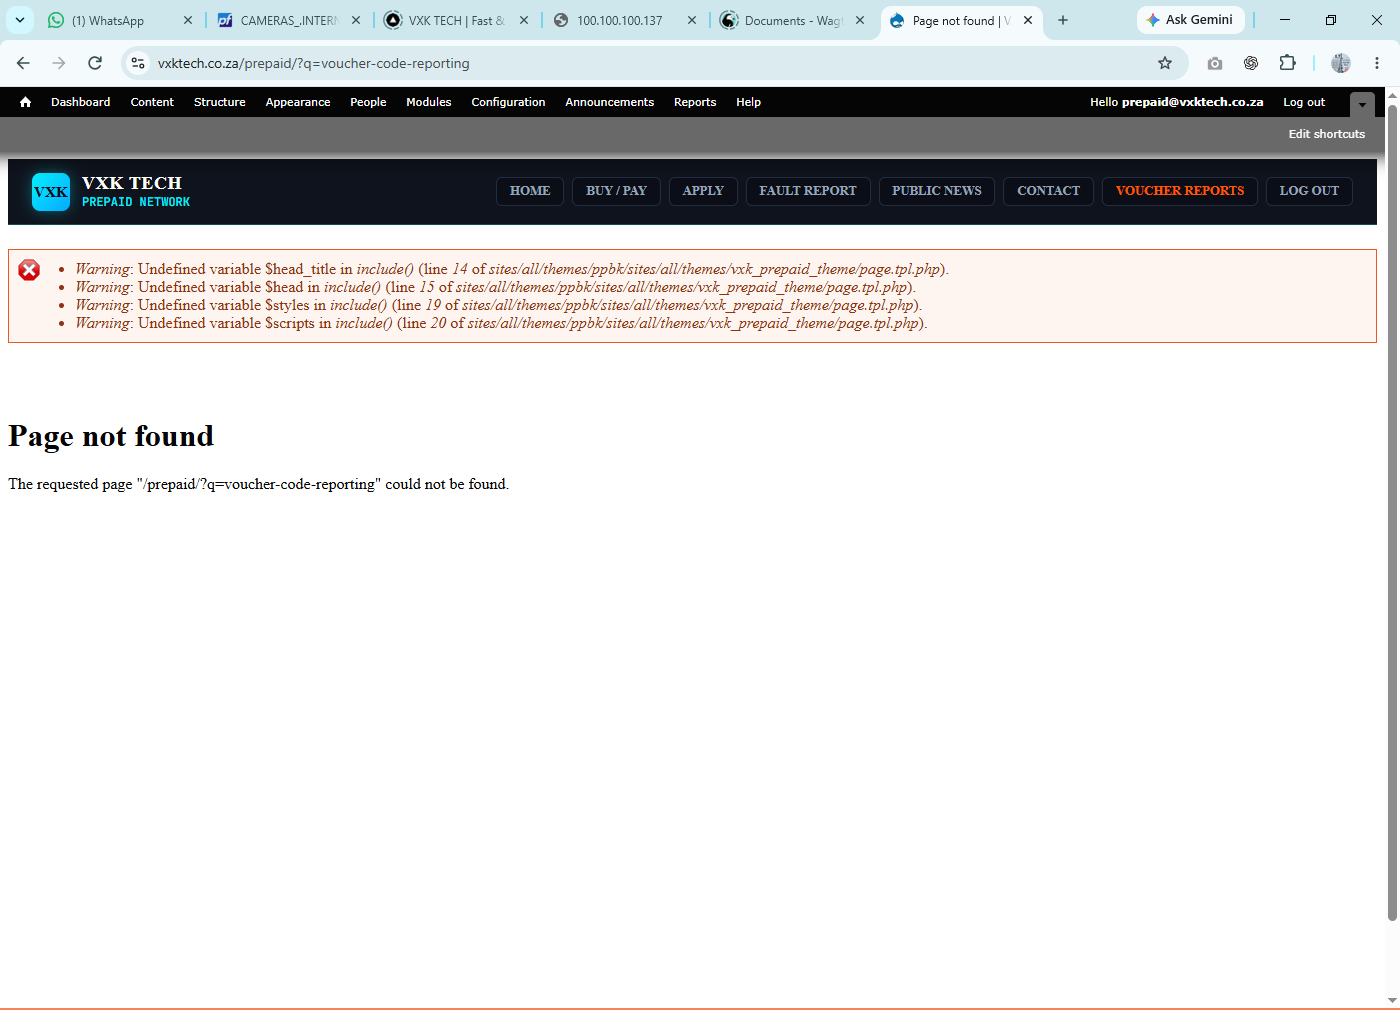 (1) WhatsApp
CAMERAS_.INTERN
VXK TECH | Fast &
100.100.100.137
Documents - Wag
Page not found | V
Ask Gemini
vxktech.co.za/prepaid/?q=voucher-code-reporting
Dashboard Content Structure Appearance People Modules Configuration Announcements Reports Help
Hello prepaid@vxktech.co.za Log out
Edit shortcuts
VXK
VXK TECH
PREPAID NETWORK
HOME BUY / PAY APPLY FAULT REPORT PUBLIC NEWS CONTACT VOUCHER REPORTS LOG OUT
• Warning: Undefined variable $head_title in include() (line 14 of sites/all/themes/ppbk/sites/all/themes/vxk_prepaid_theme/page.tpl.php).
• Warning: Undefined variable $head in include() (line 15 of sites/all/themes/ppbk/sites/all/themes/vxk_prepaid_theme/page.tpl.php).
• Warning: Undefined variable $styles in include() (line 19 of sites/all/themes/ppbk/sites/all/themes/vxk_prepaid_theme/page.tpl.php).
• Warning: Undefined variable $scripts in include() (line 20 of sites/all/themes/ppbk/sites/all/themes/vxk_prepaid_theme/page.tpl.php).
Page not found
The requested page "/prepaid/?q=voucher-code-reporting" could not be found.